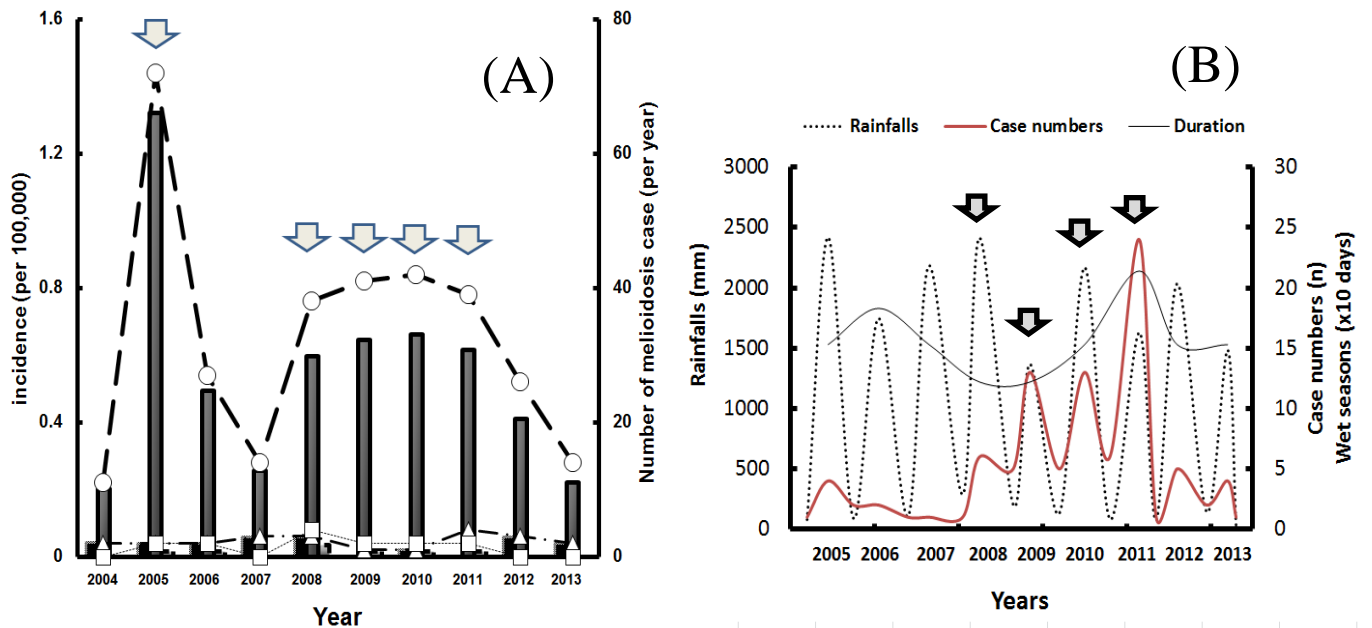 (A)
1.6
1.2
0.8
0.4
0
incidence (per 100,000)
80
60
40
20
0
Number of melioidosis case (per year)
2004 2005 2006 2007 2008 2009 2010 2011 2012 2013
Year
(B)
Rainfalls Case numbers Duration
3000
2500
2000
1500
1000
500
0
Rainfalls (mm)
30
25
20
15
10
5
0
Case numbers (n)
Wet seasons (x10 days)
2005 2006 2007 2008 2009 2010 2011 2012 2013
Years